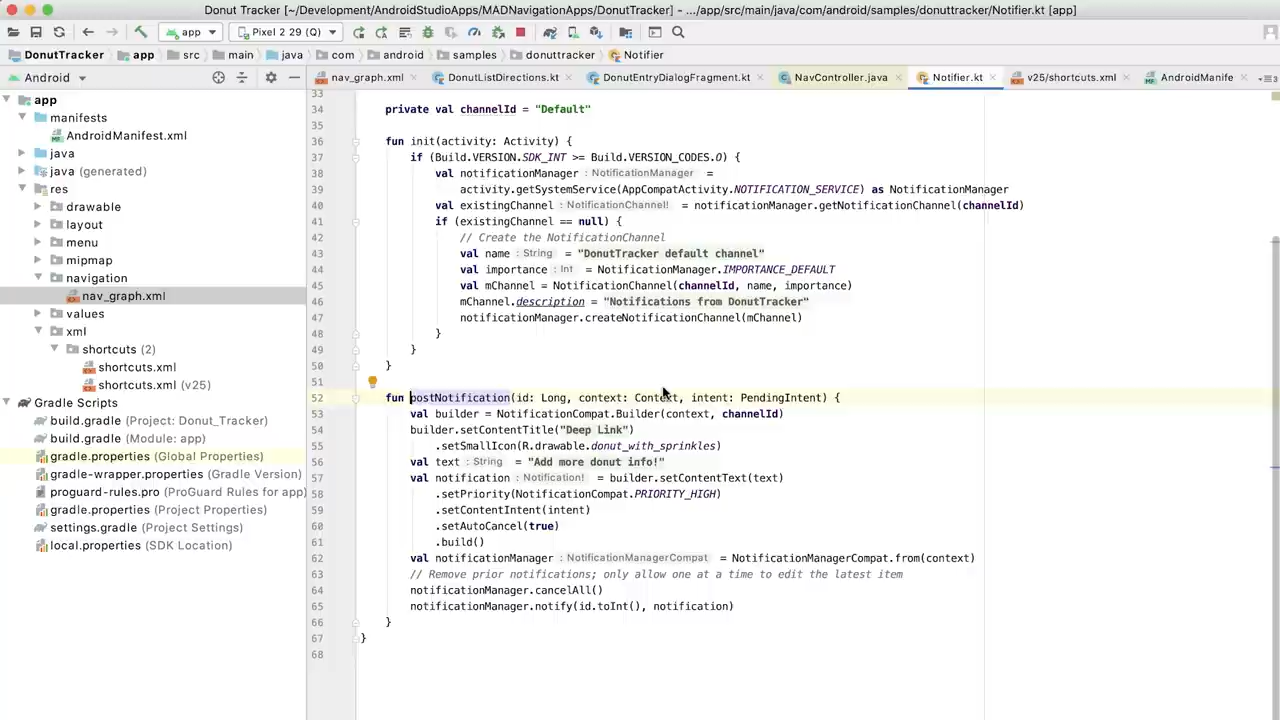 Donut Tracker [~/Development/AndroidStudioApps/MADNavigationApps/DonutTracker] - .../app/src/main/java/com/android/samples/donuttracker/Notifier.kt [app]
app Pixel 2 29 (Q)
DonutTracker app src main java com android samples donuttracker Notifier
Android nav_graph.xml DonutListDirections.kt DonutEntryDialogFragment.kt NavController.java Notifier.kt v25/shortcuts.xml AndroidManife
app
manifests
AndroidManifest.xml
java
java (generated)
res
drawable
layout
menu
mipmap
navigation
nav_graph.xml
values
xml
shortcuts (2)
shortcuts.xml
shortcuts.xml (v25)
Gradle Scripts
build.gradle (Project: Donut_Tracker)
build.gradle (Module: app)
gradle.properties (Global Properties)
gradle-wrapper.properties (Gradle Version)
proguard-rules.pro (ProGuard Rules for app)
gradle.properties (Project Properties)
settings.gradle (Project Settings)
local.properties (SDK Location)
33
34 private val channelId = "Default"
35
36 fun init(activity: Activity) {
37 if (Build.VERSION.SDK_INT >= Build.VERSION_CODES.O) {
38 val notificationManager : NotificationManager =
39 activity.getSystemService(AppCompatActivity.NOTIFICATION_SERVICE) as NotificationManager
40 val existingChannel : NotificationChannel! = notificationManager.getNotificationChannel(channelId)
41 if (existingChannel == null) {
42 // Create the NotificationChannel
43 val name : String = "DonutTracker default channel"
44 val importance : Int = NotificationManager.IMPORTANCE_DEFAULT
45 val mChannel = NotificationChannel(channelId, name, importance)
46 mChannel.description = "Notifications from DonutTracker"
47 notificationManager.createNotificationChannel(mChannel)
48 }
49 }
50 }
51
52 fun postNotification(id: Long, context: Context, intent: PendingIntent) {
53 val builder = NotificationCompat.Builder(context, channelId)
54 builder.setContentTitle("Deep Link")
55 .setSmallIcon(R.drawable.donut_with_sprinkles)
56 val text : String = "Add more donut info!"
57 val notification : Notification! = builder.setContentText(text)
58 .setPriority(NotificationCompat.PRIORITY_HIGH)
59 .setContentIntent(intent)
60 .setAutoCancel(true)
61 .build()
62 val notificationManager : NotificationManagerCompat = NotificationManagerCompat.from(context)
63 // Remove prior notifications; only allow one at a time to edit the latest item
64 notificationManager.cancelAll()
65 notificationManager.notify(id.toInt(), notification)
66 }
67 }
68